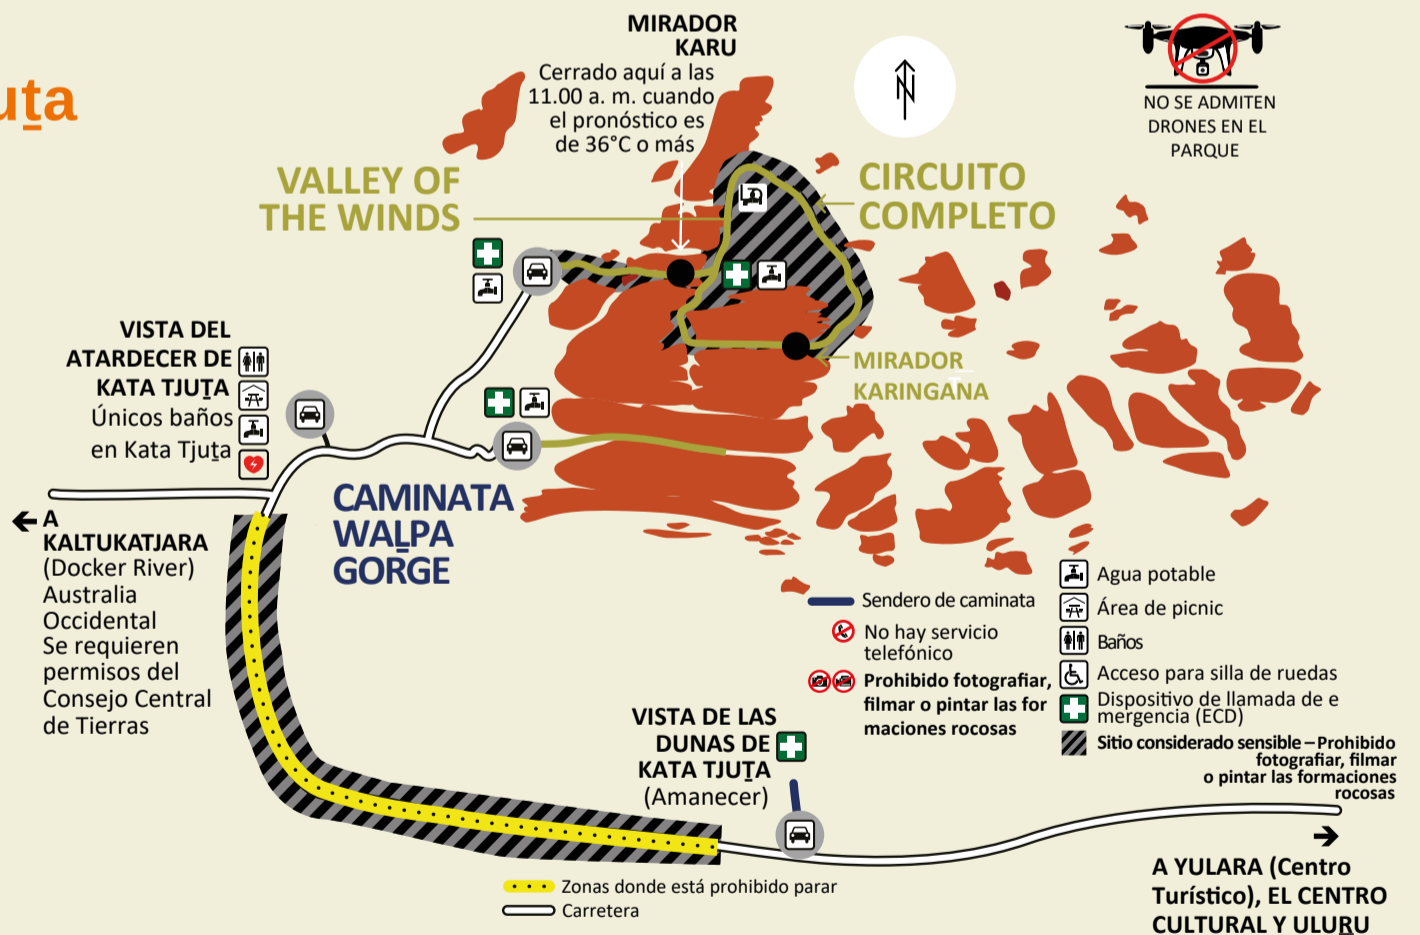 uṯa
MIRADOR
KARU
Cerrado aquí a las
11.00 a. m. cuando
el pronóstico es
de 36°C o más
N
NO SE ADMITEN
DRONES EN EL
PARQUE
VALLEY OF
THE WINDS
CIRCUITO
COMPLETO
MIRADOR
KARINGANA
VISTA DEL
ATARDECER DE
KATA TJUṮA
Únicos baños
en Kata Tjuṯa
CAMINATA
WAḺPA
GORGE
A
KALTUKATJARA
(Docker River)
Australia
Occidental
Se requieren
permisos del
Consejo Central
de Tierras
VISTA DE LAS
DUNAS DE
KATA TJUṮA
(Amanecer)
Sendero de caminata
No hay servicio
telefónico
Prohibido fotografiar,
filmar o pintar las for
maciones rocosas
Agua potable
Área de picnic
Baños
Acceso para silla de ruedas
Dispositivo de llamada de e
mergencia (ECD)
Sitio considerado sensible – Prohibido
fotografiar, filmar
o pintar las formaciones
rocosas
Zonas donde está prohibido parar
Carretera
A YULARA (Centro
Turístico), EL CENTRO
CULTURAL Y ULUṞU